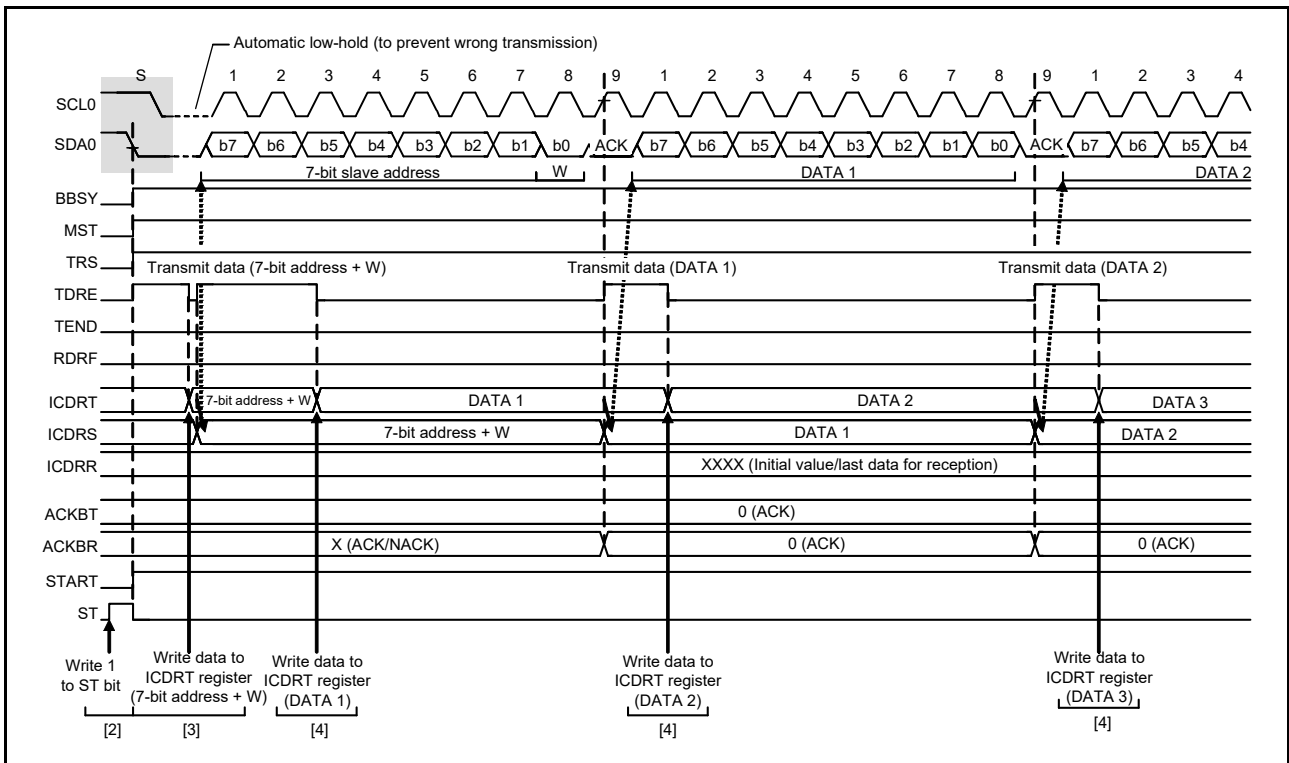 Automatic low-hold (to prevent wrong transmission)
S 1 2 3 4 5 6 7 8 9 1 2 3 4 5 6 7 8 9 1 2 3 4
SCL0
SDA0 b7 b6 b5 b4 b3 b2 b1 b0 ACK b7 b6 b5 b4 b3 b2 b1 b0 ACK b7 b6 b5 b4
7-bit slave address W DATA 1 DATA 2
BBSY
MST
TRS
Transmit data (7-bit address + W) Transmit data (DATA 1) Transmit data (DATA 2)
TDRE
TEND
RDRF
ICDRT 7-bit address + W DATA 1 DATA 2 DATA 3
ICDRS 7-bit address + W DATA 1 DATA 2
ICDRR XXXX (Initial value/last data for reception)
ACKBT 0 (ACK)
ACKBR X (ACK/NACK) 0 (ACK) 0 (ACK)
START
ST
Write 1
to ST bit
Write data to
ICDRT register
(7-bit address + W)
Write data to
ICDRT register
(DATA 1)
Write data to
ICDRT register
(DATA 2)
Write data to
ICDRT register
(DATA 3)
[2] [3] [4] [4] [4]